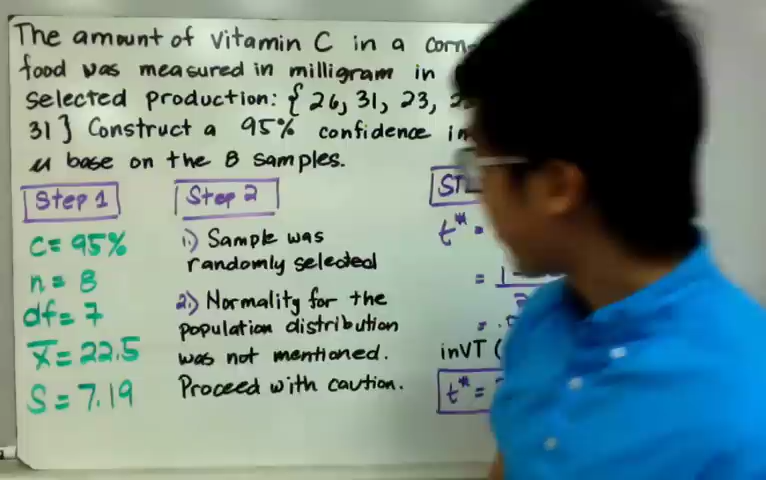 The amount of vitamin C in a corn-
food was measured in milligram in
selected production: { 26, 31, 23,
31 } Construct a 95% confidence in
μ base on the 8 samples.
Step 1
C = 95%
n = 8
df = 7
x̄ = 22.5
S = 7.19
Step 2
1.) Sample was
randomly selected
2.) Normality for the
population distribution
was not mentioned.
Proceed with caution.
t* =
=
=
invT (
t* =